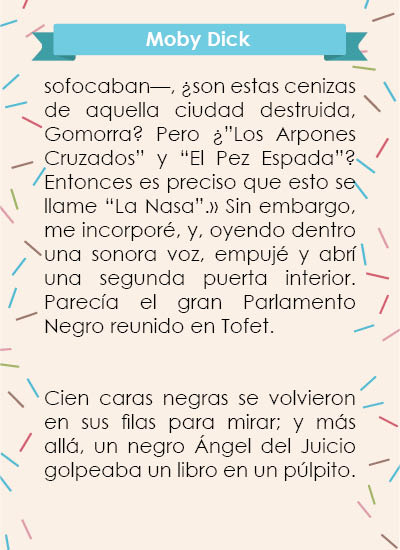 Moby Dick
sofocaban—, ¿son estas cenizas
de aquella ciudad destruida,
Gomorra? Pero ¿”Los Arpones
Cruzados” y “El Pez Espada”?
Entonces es preciso que esto se
llame “La Nasa”.» Sin embargo,
me incorporé, y, oyendo dentro
una sonora voz, empujé y abrí
una segunda puerta interior.
Parecía el gran Parlamento
Negro reunido en Tofet.
Cien caras negras se volvieron
en sus filas para mirar; y más
allá, un negro Ángel del Juicio
golpeaba un libro en un púlpito.